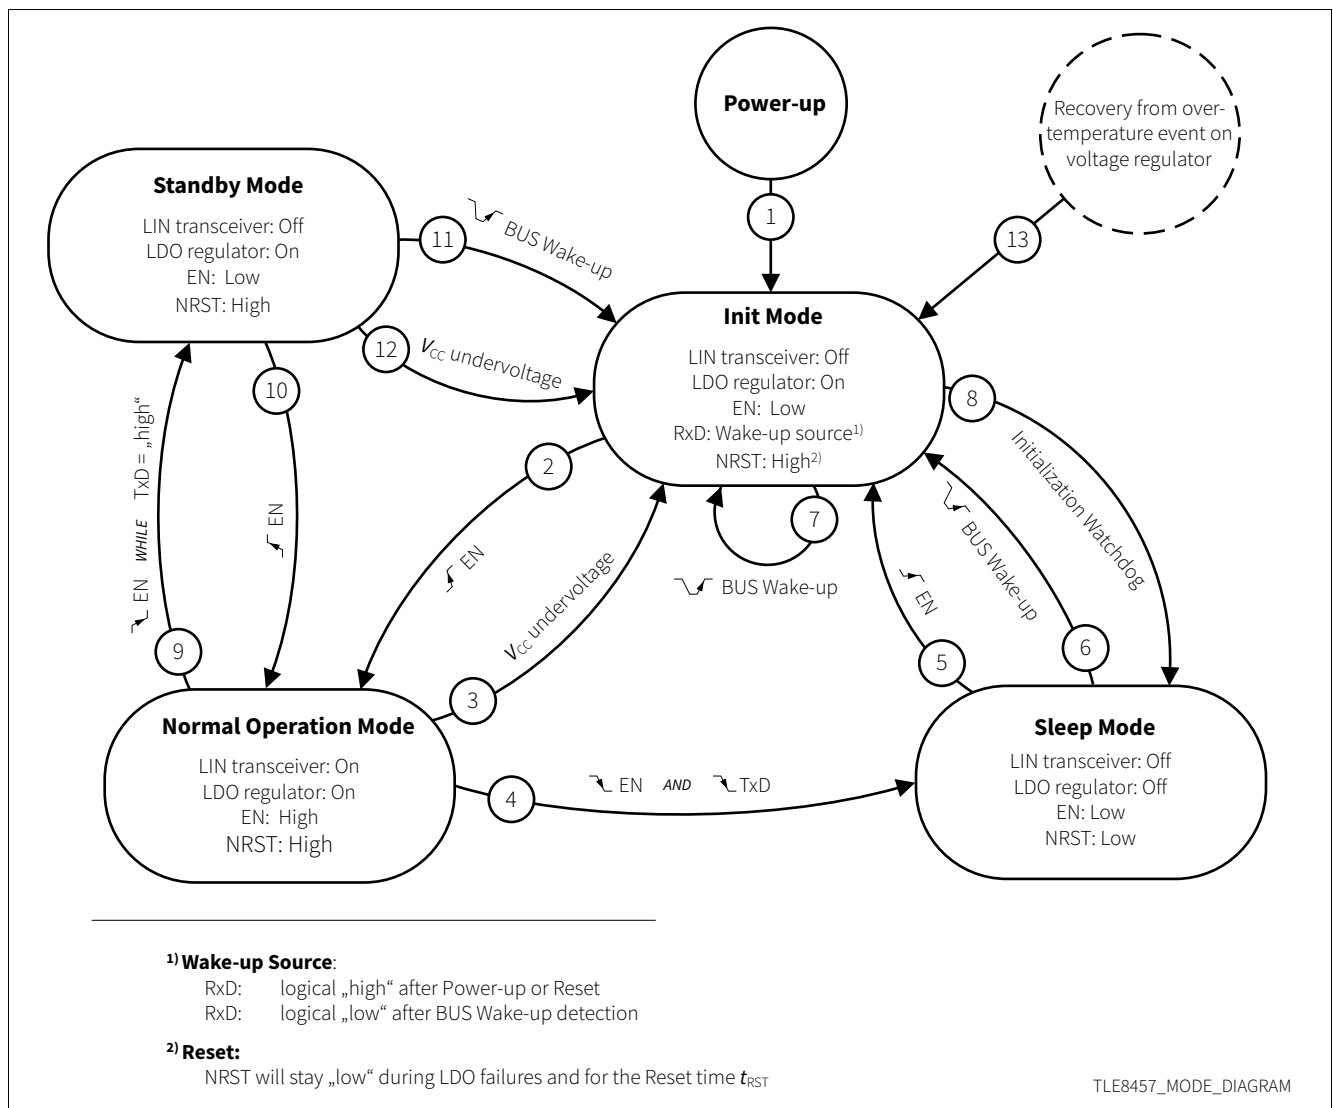 Power-up
Recovery from over-
temperature event on
voltage regulator
1
13
Standby Mode
LIN transceiver: Off
LDO regulator: On
EN: Low
NRST: High
11
BUS Wake-up
12
VCC undervoltage
Init Mode
LIN transceiver: Off
LDO regulator: On
EN: Low
RxD: Wake-up source1)
NRST: High2)
8
Initialization Watchdog
10
EN
EN WHILE TxD = „high“
9
2
EN
3
VCC undervoltage
7
BUS Wake-up
5
EN
6
BUS Wake-up
Normal Operation Mode
LIN transceiver: On
LDO regulator: On
EN: High
NRST: High
4
EN AND TxD
Sleep Mode
LIN transceiver: Off
LDO regulator: Off
EN: Low
NRST: Low
1) Wake-up Source:
RxD: logical „high“ after Power-up or Reset
RxD: logical „low“ after BUS Wake-up detection
2) Reset:
NRST will stay „low“ during LDO failures and for the Reset time tRST
TLE8457_MODE_DIAGRAM